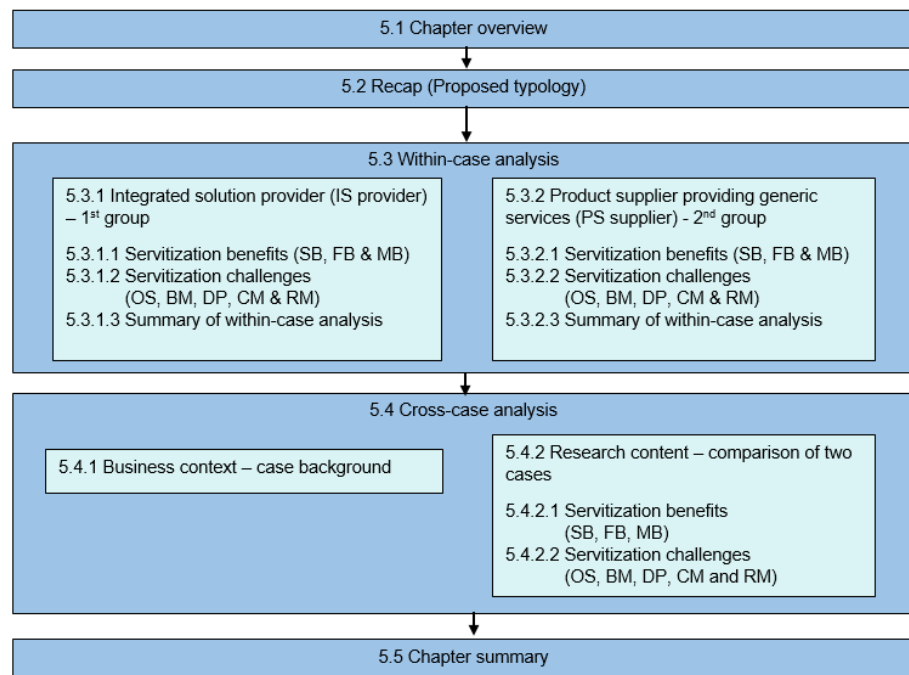 5.1 Chapter overview
5.2 Recap (Proposed typology)
5.3 Within-case analysis
5.3.1 Integrated solution provider (IS provider)
– 1st group
5.3.1.1 Servitization benefits (SB, FB & MB)
5.3.1.2 Servitization challenges
(OS, BM, DP, CM & RM)
5.3.1.3 Summary of within-case analysis
5.3.2 Product supplier providing generic
services (PS supplier) - 2nd group
5.3.2.1 Servitization benefits (SB, FB & MB)
5.3.2.2 Servitization challenges
(OS, BM, DP, CM & RM)
5.3.2.3 Summary of within-case analysis
5.4 Cross-case analysis
5.4.1 Business context – case background
5.4.2 Research content – comparison of two
cases
5.4.2.1 Servitization benefits
(SB, FB, MB)
5.4.2.2 Servitization challenges
(OS, BM, DP, CM and RM)
5.5 Chapter summary